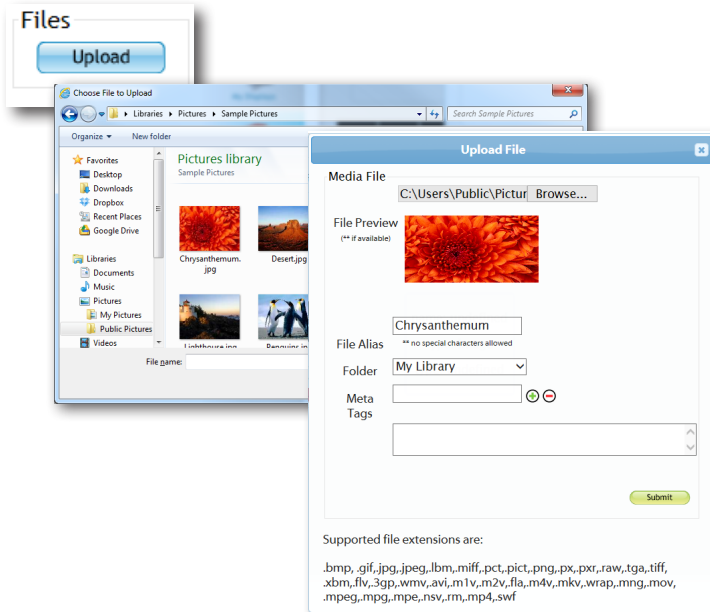 Files
Upload
Choose File to Upload
Libraries Pictures Sample Pictures
Search Sample Pictures
Organize New folder
Favorites
Desktop
Downloads
Dropbox
Recent Places
Google Drive
Libraries
Documents
Music
Pictures
My Pictures
Public Pictures
Videos
Pictures library
Sample Pictures
Chrysanthemum.
jpg
Desert.jpg
Lighthouse.jpg
Penguins.jp
File name:
Upload File
Media File
C:\Users\Public\Pictur Browse...
File Preview
(** if available)
Chrysanthemum
File Alias ** no special characters allowed
Folder My Library
Meta
Tags
Submit
Supported file extensions are:
.bmp, .gif,.jpg,.jpeg,.lbm,.miff,.pct,.pict,.png,.px,.pxr,.raw,.tga,.tiff,
.xbm,.flv,.3gp,.wmv,.avi,.m1v,.m2v,.fla,.m4v,.mkv,.wrap,.mng,.mov,
.mpeg,.mpg,.mpe,.nsv,.rm,.mp4,.swf